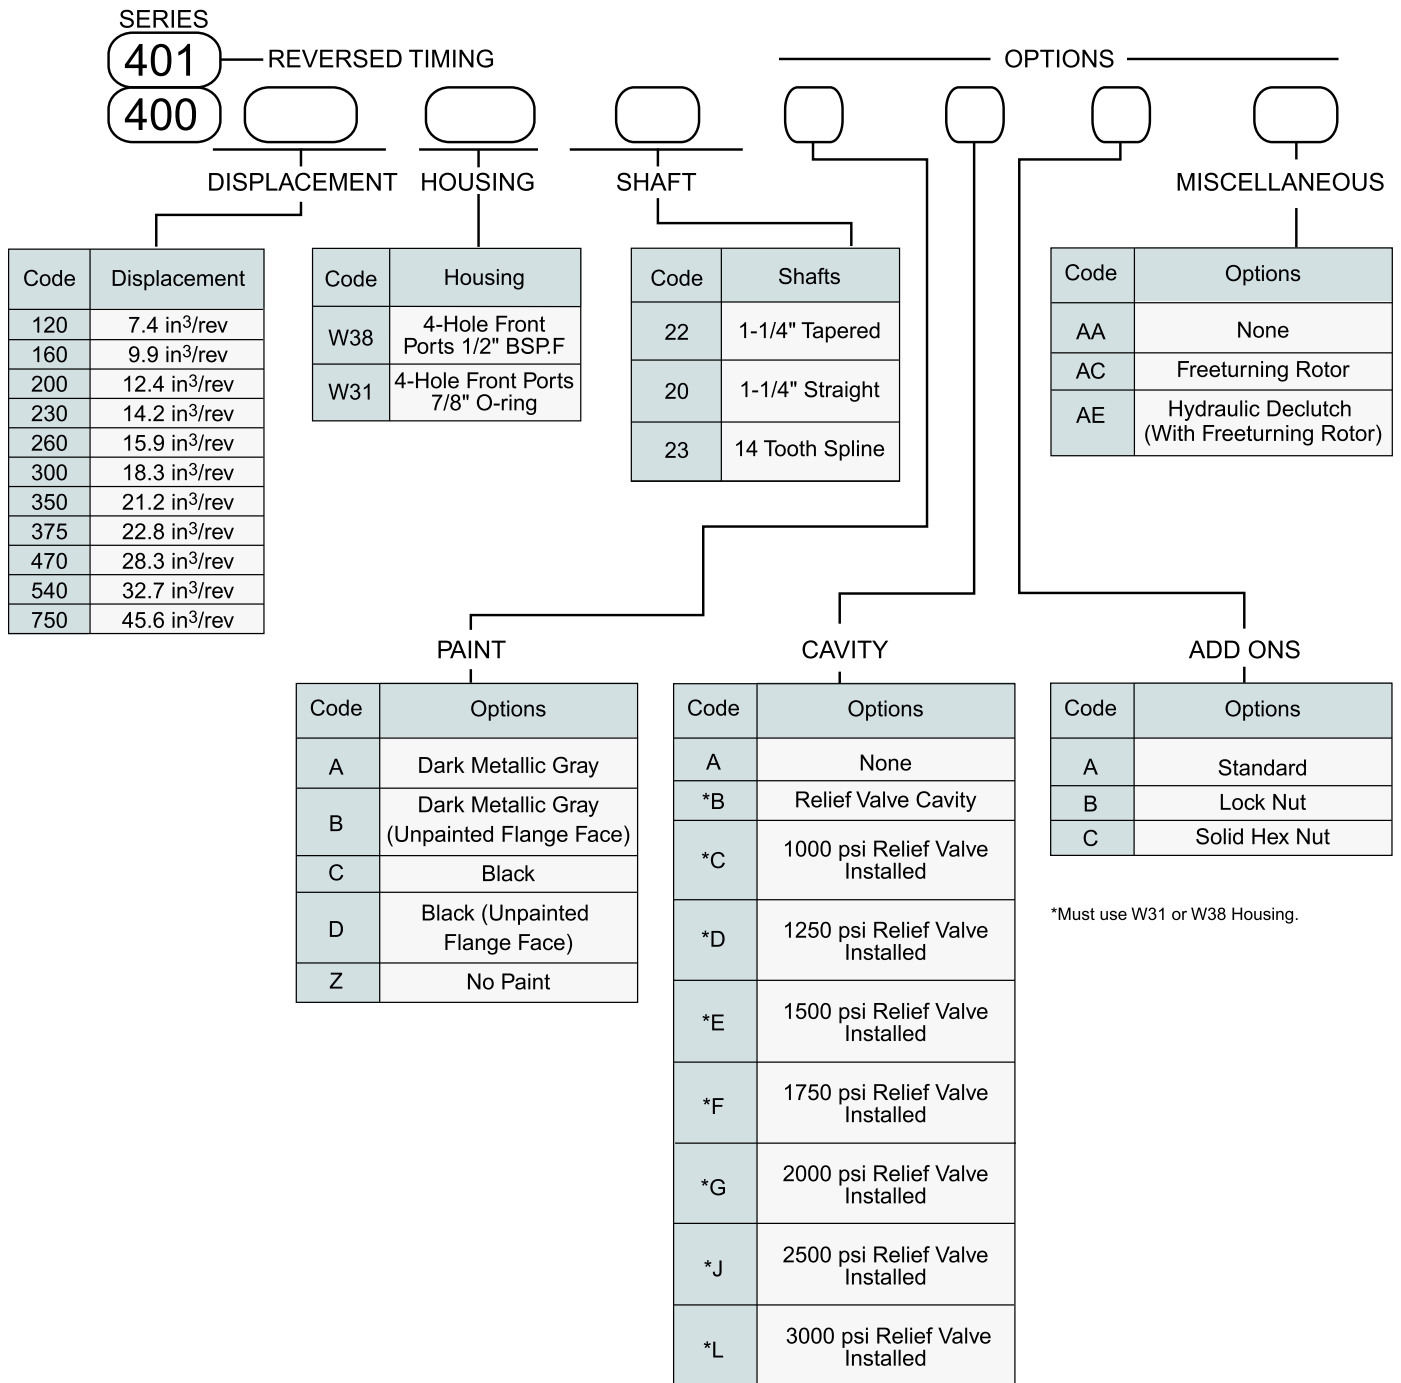 SERIES
401 REVERSED TIMING
OPTIONS
400
DISPLACEMENT HOUSING SHAFT MISCELLANEOUS
Code Displacement
120 7.4 in3/rev
160 9.9 in3/rev
200 12.4 in3/rev
230 14.2 in3/rev
260 15.9 in3/rev
300 18.3 in3/rev
350 21.2 in3/rev
375 22.8 in3/rev
470 28.3 in3/rev
540 32.7 in3/rev
750 45.6 in3/rev
Code Housing
W38 4-Hole Front
Ports 1/2" BSP.F
W31 4-Hole Front Ports
7/8" O-ring
Code Shafts
22 1-1/4" Tapered
20 1-1/4" Straight
23 14 Tooth Spline
Code Options
AA None
AC Freeturning Rotor
AE Hydraulic Declutch
(With Freeturning Rotor)
PAINT
Code Options
A Dark Metallic Gray
B Dark Metallic Gray
(Unpainted Flange Face)
C Black
D Black (Unpainted
Flange Face)
Z No Paint
CAVITY
Code Options
A None
*B Relief Valve Cavity
*C 1000 psi Relief Valve
Installed
*D 1250 psi Relief Valve
Installed
*E 1500 psi Relief Valve
Installed
*F 1750 psi Relief Valve
Installed
*G 2000 psi Relief Valve
Installed
*J 2500 psi Relief Valve
Installed
*L 3000 psi Relief Valve
Installed
ADD ONS
Code Options
A Standard
B Lock Nut
C Solid Hex Nut
*Must use W31 or W38 Housing.